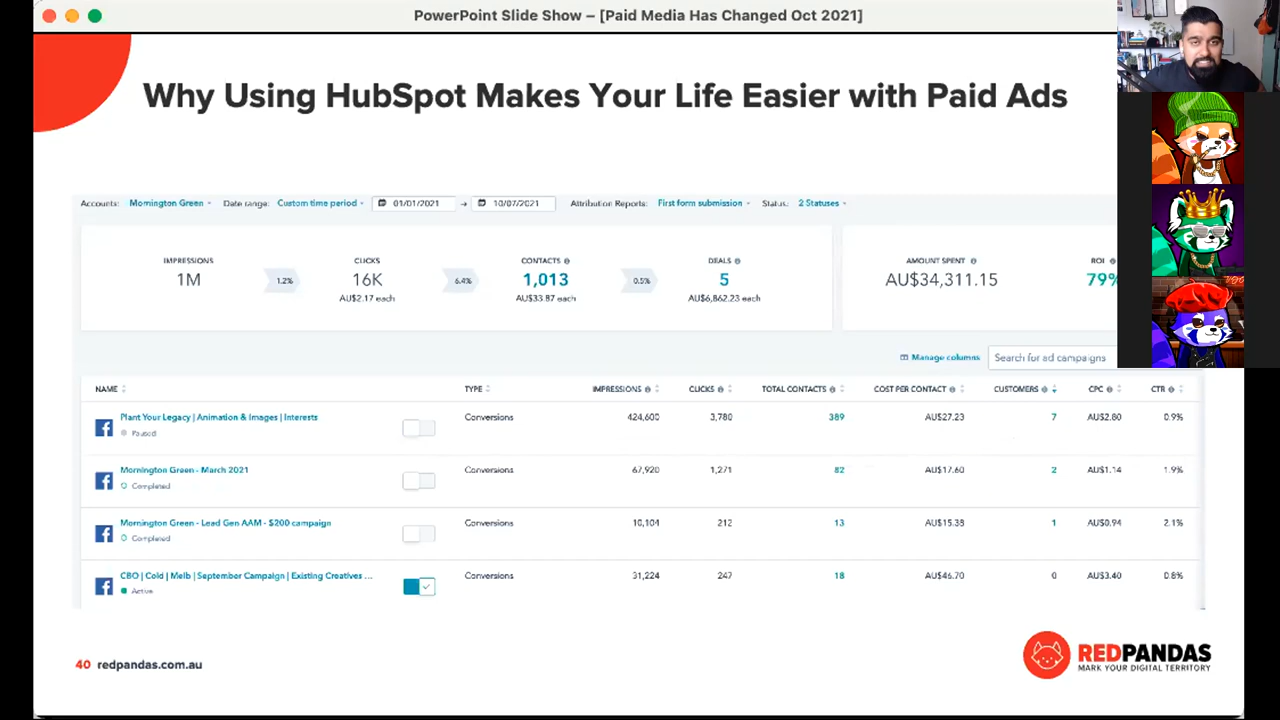 PowerPoint Slide Show – [Paid Media Has Changed Oct 2021]
Why Using HubSpot Makes Your Life Easier with Paid Ads
Accounts: Mornington Green Date range: Custom time period 01/01/2021 → 10/07/2021 Attribution Reports: First form submission Status: 2 Statuses
IMPRESSIONS CLICKS CONTACTS DEALS AMOUNT SPENT ROI
1M 1.2% 16K 6.4% 1,013 0.5% 5 AU$34,311.15 79%
AU$2.17 each AU$33.87 each AU$6,862.23 each
Manage columns Search for ad campaigns
NAME TYPE IMPRESSIONS CLICKS TOTAL CONTACTS COST PER CONTACT CUSTOMERS CPC CTR
Plant Your Legacy | Animation & Images | Interests Conversions 424,600 3,780 389 AU$27.23 7 AU$2.80 0.9%
Paused
Mornington Green - March 2021 Conversions 67,920 1,271 82 AU$17.60 2 AU$1.14 1.9%
Completed
Mornington Green - Lead Gen AAM - $200 campaign Conversions 10,104 212 13 AU$15.38 1 AU$0.94 2.1%
Completed
CBO | Cold | Melb | September Campaign | Existing Creatives ... Conversions 31,224 247 18 AU$46.70 0 AU$3.40 0.8%
Active
40 redpandas.com.au
REDPANDAS
MARK YOUR DIGITAL TERRITORY